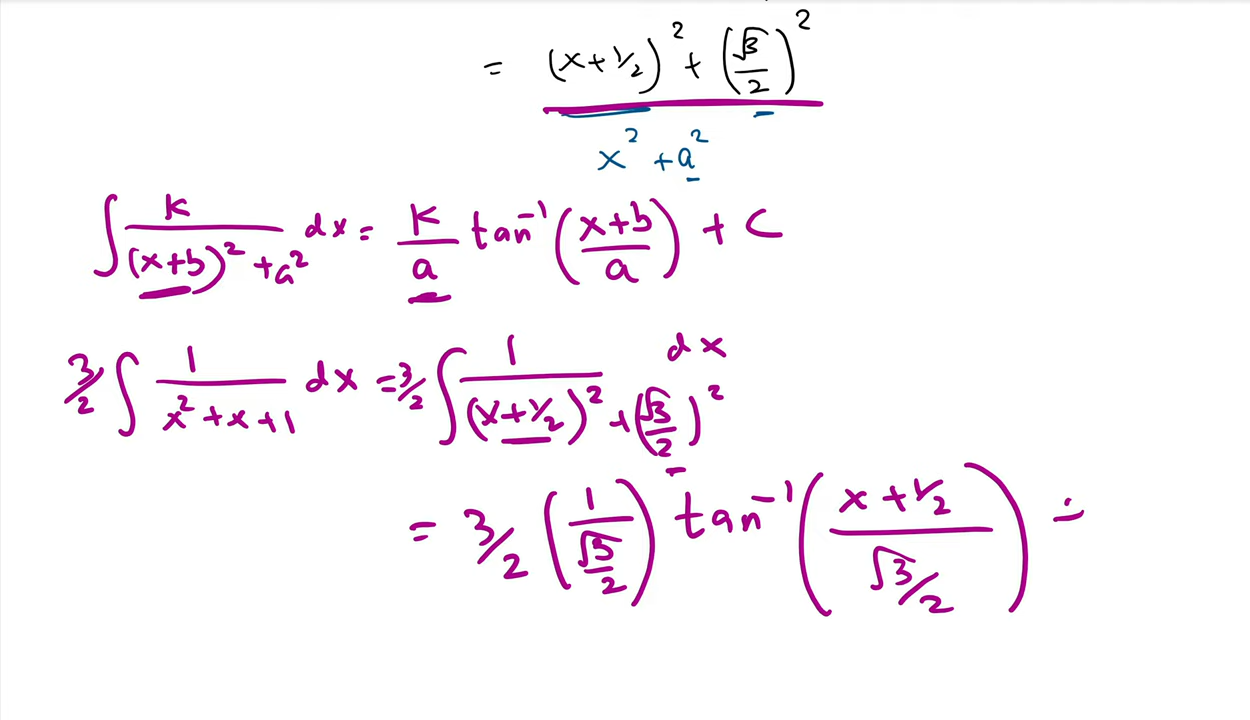 = (x+1/2)² + (√3/2)²
x² + a²
∫ K/((x+b)² + a²) dx = K/a tan⁻¹((x+b)/a) + C
3/2 ∫ 1/(x²+x+1) dx = 3/2 ∫ 1/((x+1/2)² + (√3/2)²) dx
= 3/2 (1/(√3/2)) tan⁻¹((x+1/2)/(√3/2))